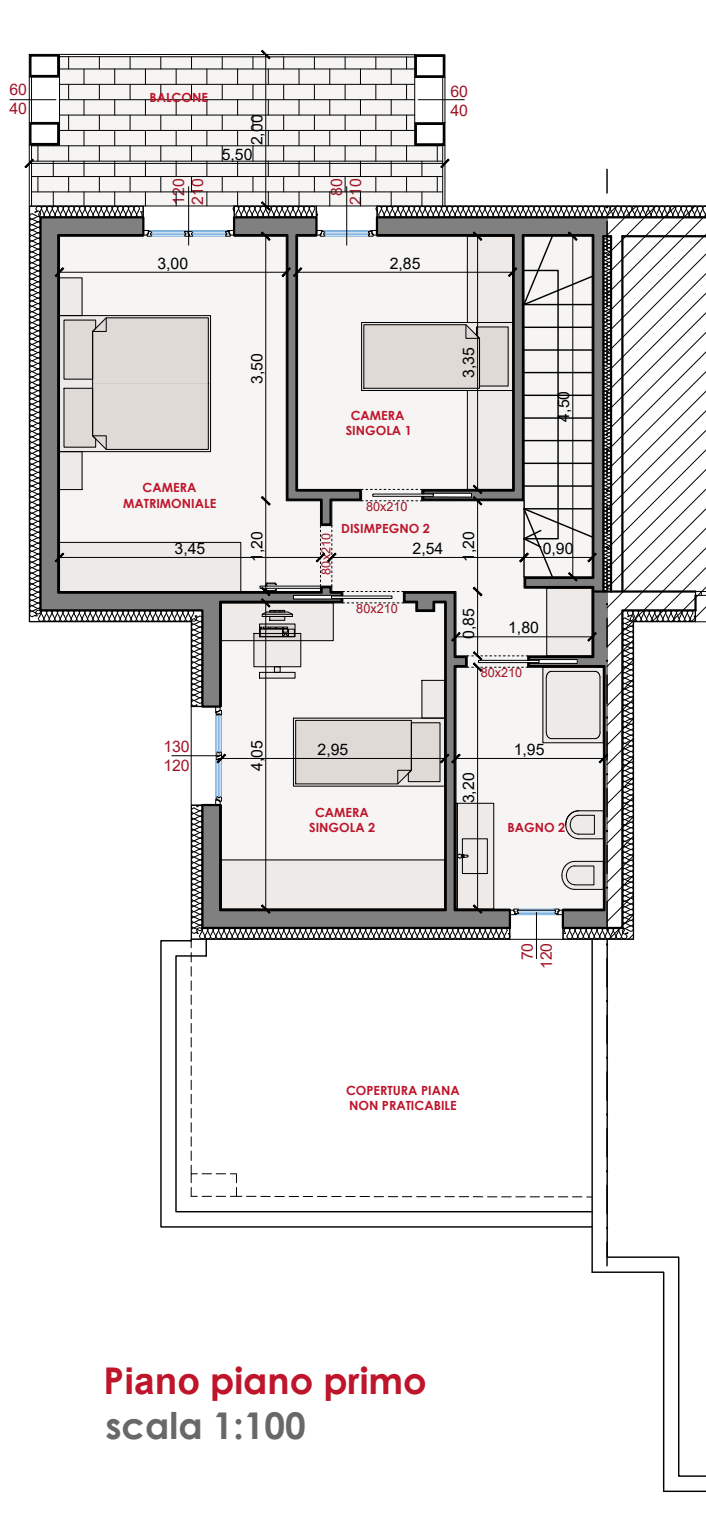 60
40
BALCONE
60
40
2,00
5,50
120
210
80
210
3,00
2,85
3,50
3,35
4,50
CAMERA
SINGOLA 1
CAMERA
MATRIMONIALE
80x210
DISIMPEGNO 2
3,45
1,20
80x210
2,54
1,20
0,90
80x210
0,85
1,80
80x210
130
120
4,05
2,95
1,95
3,20
CAMERA
SINGOLA 2
BAGNO 2
70
120
COPERTURA PIANA
NON PRATICABILE
Piano piano primo
scala 1:100